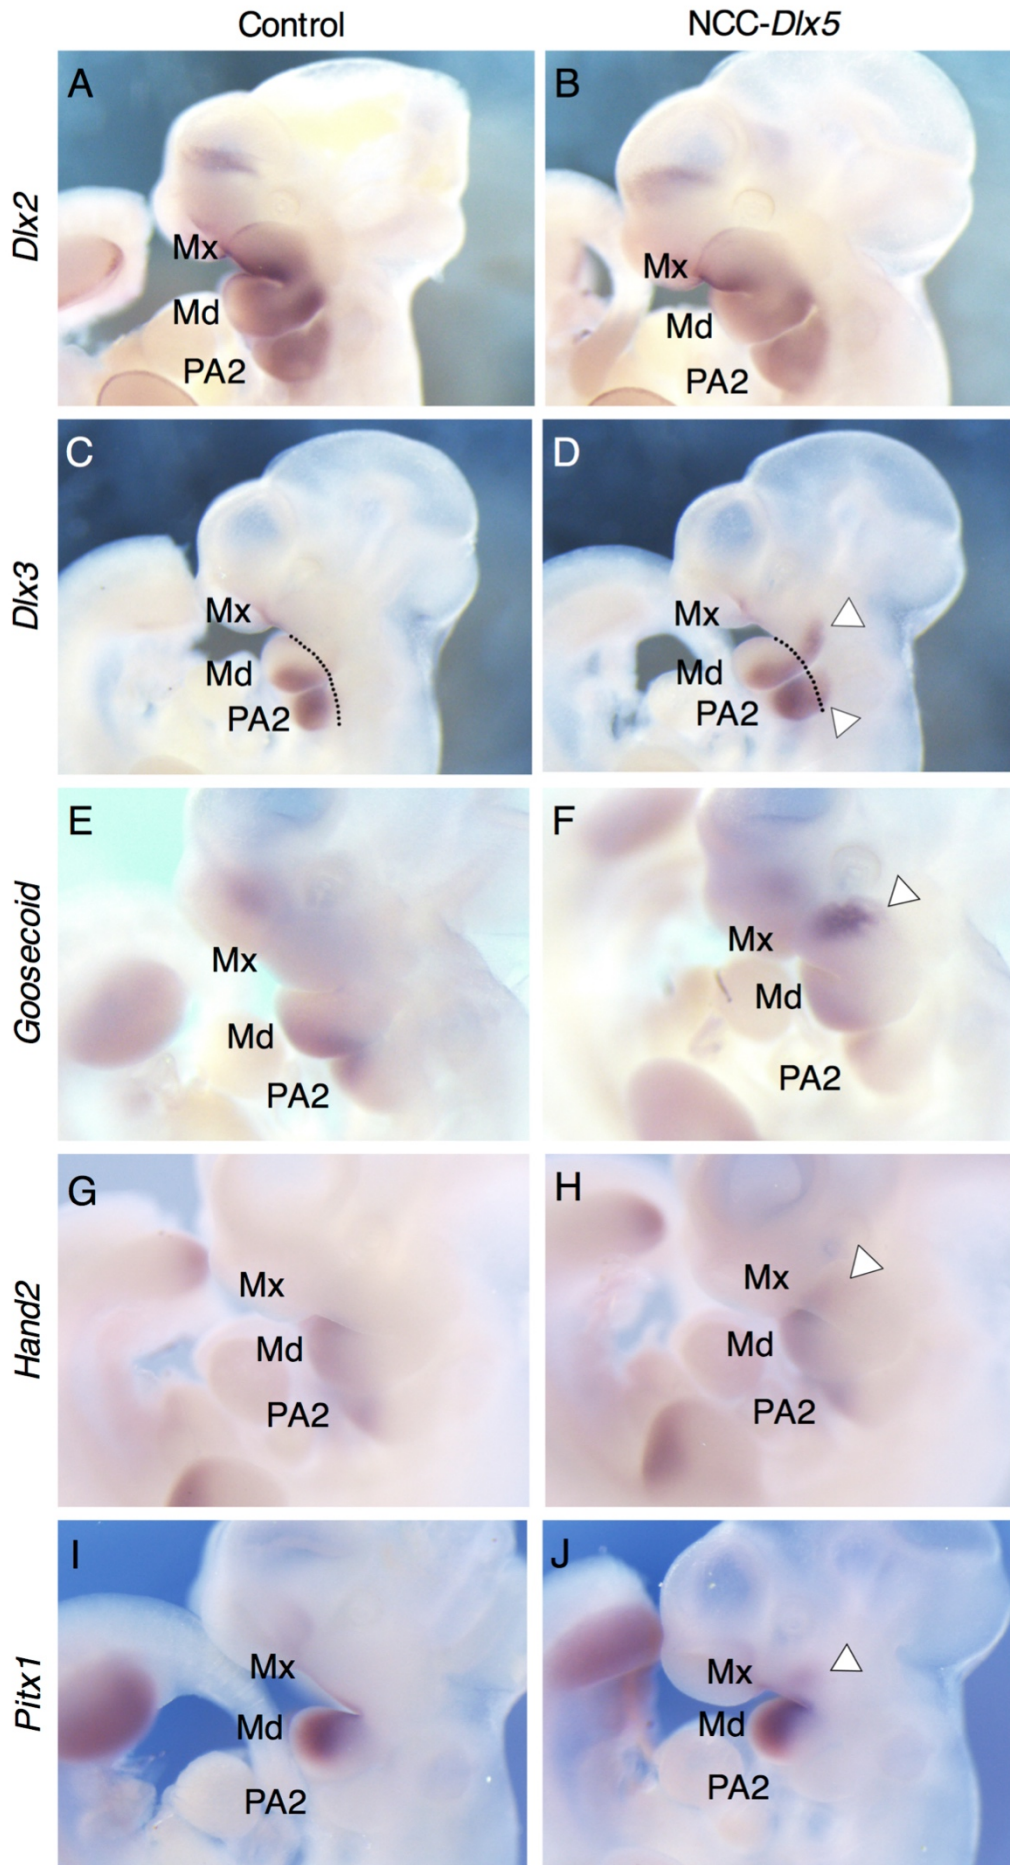 Control NCC-Dlx5
Dlx2
A
Mx
Md
PA2
B
Mx
Md
PA2
Dlx3
C
Mx
Md
PA2
D
Mx
Md
PA2
Goosecoid
E
Mx
Md
PA2
F
Mx
Md
PA2
Hand2
G
Mx
Md
PA2
H
Mx
Md
PA2
Pitx1
I
Mx
Md
PA2
J
Mx
Md
PA2